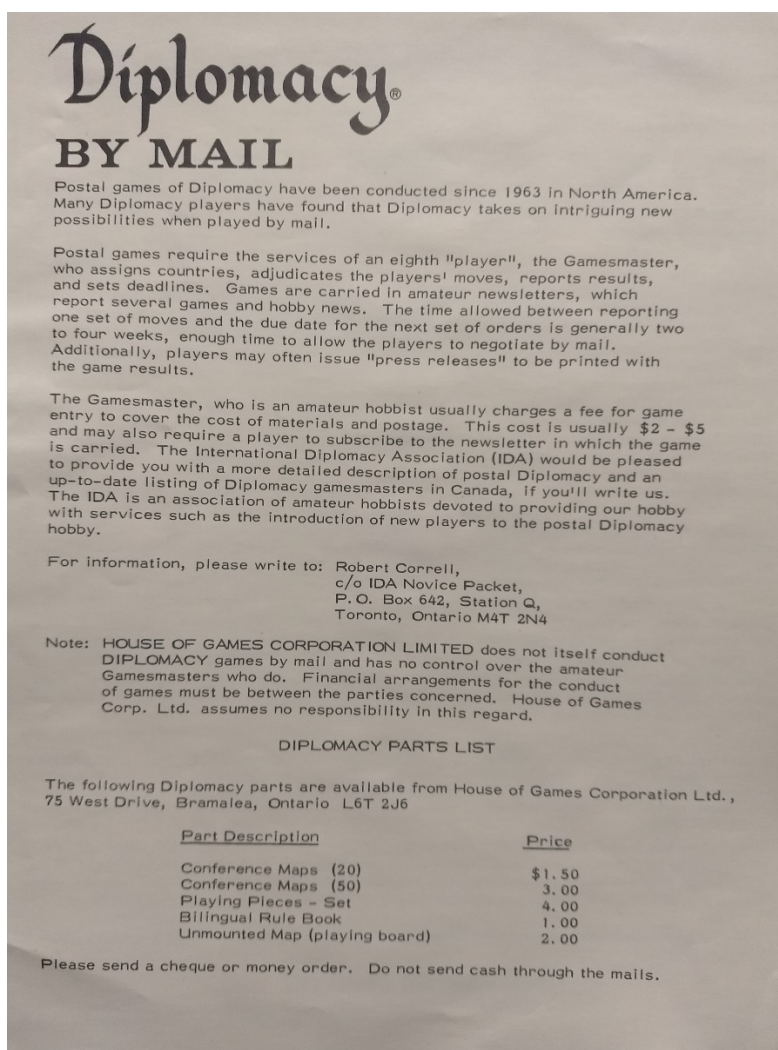 Diplomacy®
BY MAIL
Postal games of Diplomacy have been conducted since 1963 in North America.
Many Diplomacy players have found that Diplomacy takes on intriguing new
possibilities when played by mail.
Postal games require the services of an eighth "player", the Gamesmaster,
who assigns countries, adjudicates the players' moves, reports results,
and sets deadlines. Games are carried in amateur newsletters, which
report several games and hobby news. The time allowed between reporting
one set of moves and the due date for the next set of orders is generally two
to four weeks, enough time to allow the players to negotiate by mail.
Additionally, players may often issue "press releases" to be printed with
the game results.
The Gamesmaster, who is an amateur hobbist usually charges a fee for game
entry to cover the cost of materials and postage. This cost is usually $2 - $5
and may also require a player to subscribe to the newsletter in which the game
is carried. The International Diplomacy Association (IDA) would be pleased
to provide you with a more detailed description of postal Diplomacy and an
up-to-date listing of Diplomacy gamesmasters in Canada, if you'll write us.
The IDA is an association of amateur hobbists devoted to providing our hobby
with services such as the introduction of new players to the postal Diplomacy
hobby.
For information, please write to: Robert Correll,
c/o IDA Novice Packet,
P.O. Box 642, Station Q,
Toronto, Ontario M4T 2N4
Note: HOUSE OF GAMES CORPORATION LIMITED does not itself conduct
DIPLOMACY games by mail and has no control over the amateur
Gamesmasters who do. Financial arrangements for the conduct
of games must be between the parties concerned. House of Games
Corp. Ltd. assumes no responsibility in this regard.
DIPLOMACY PARTS LIST
The following Diplomacy parts are available from House of Games Corporation Ltd.,
75 West Drive, Bramalea, Ontario L6T 2J6
Part Description Price
Conference Maps (20) $1.50
Conference Maps (50) 3.00
Playing Pieces - Set 4.00
Bilingual Rule Book 1.00
Unmounted Map (playing board) 2.00
Please send a cheque or money order. Do not send cash through the mails.